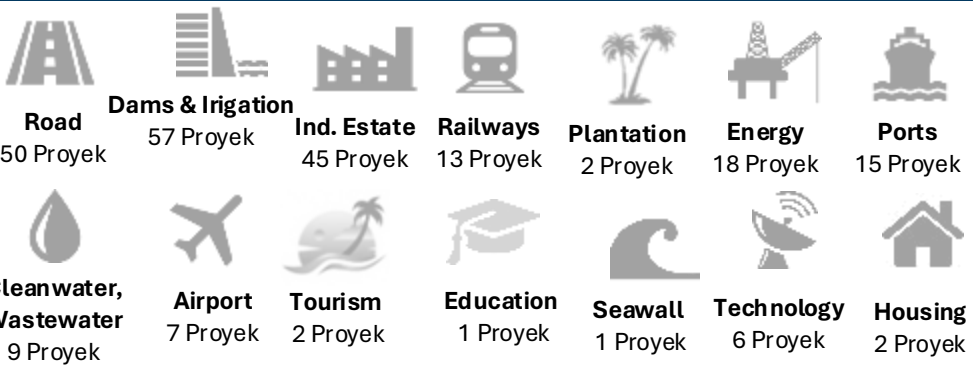 Road
50 Proyek
Dams & Irigation
57 Proyek
Ind. Estate
45 Proyek
Railways
13 Proyek
Plantation
2 Proyek
Energy
18 Proyek
Ports
15 Proyek
leanwater,
Wastewater
9 Proyek
Airport
7 Proyek
Tourism
2 Proyek
Education
1 Proyek
Seawall
1 Proyek
Technology
6 Proyek
Housing
2 Proyek